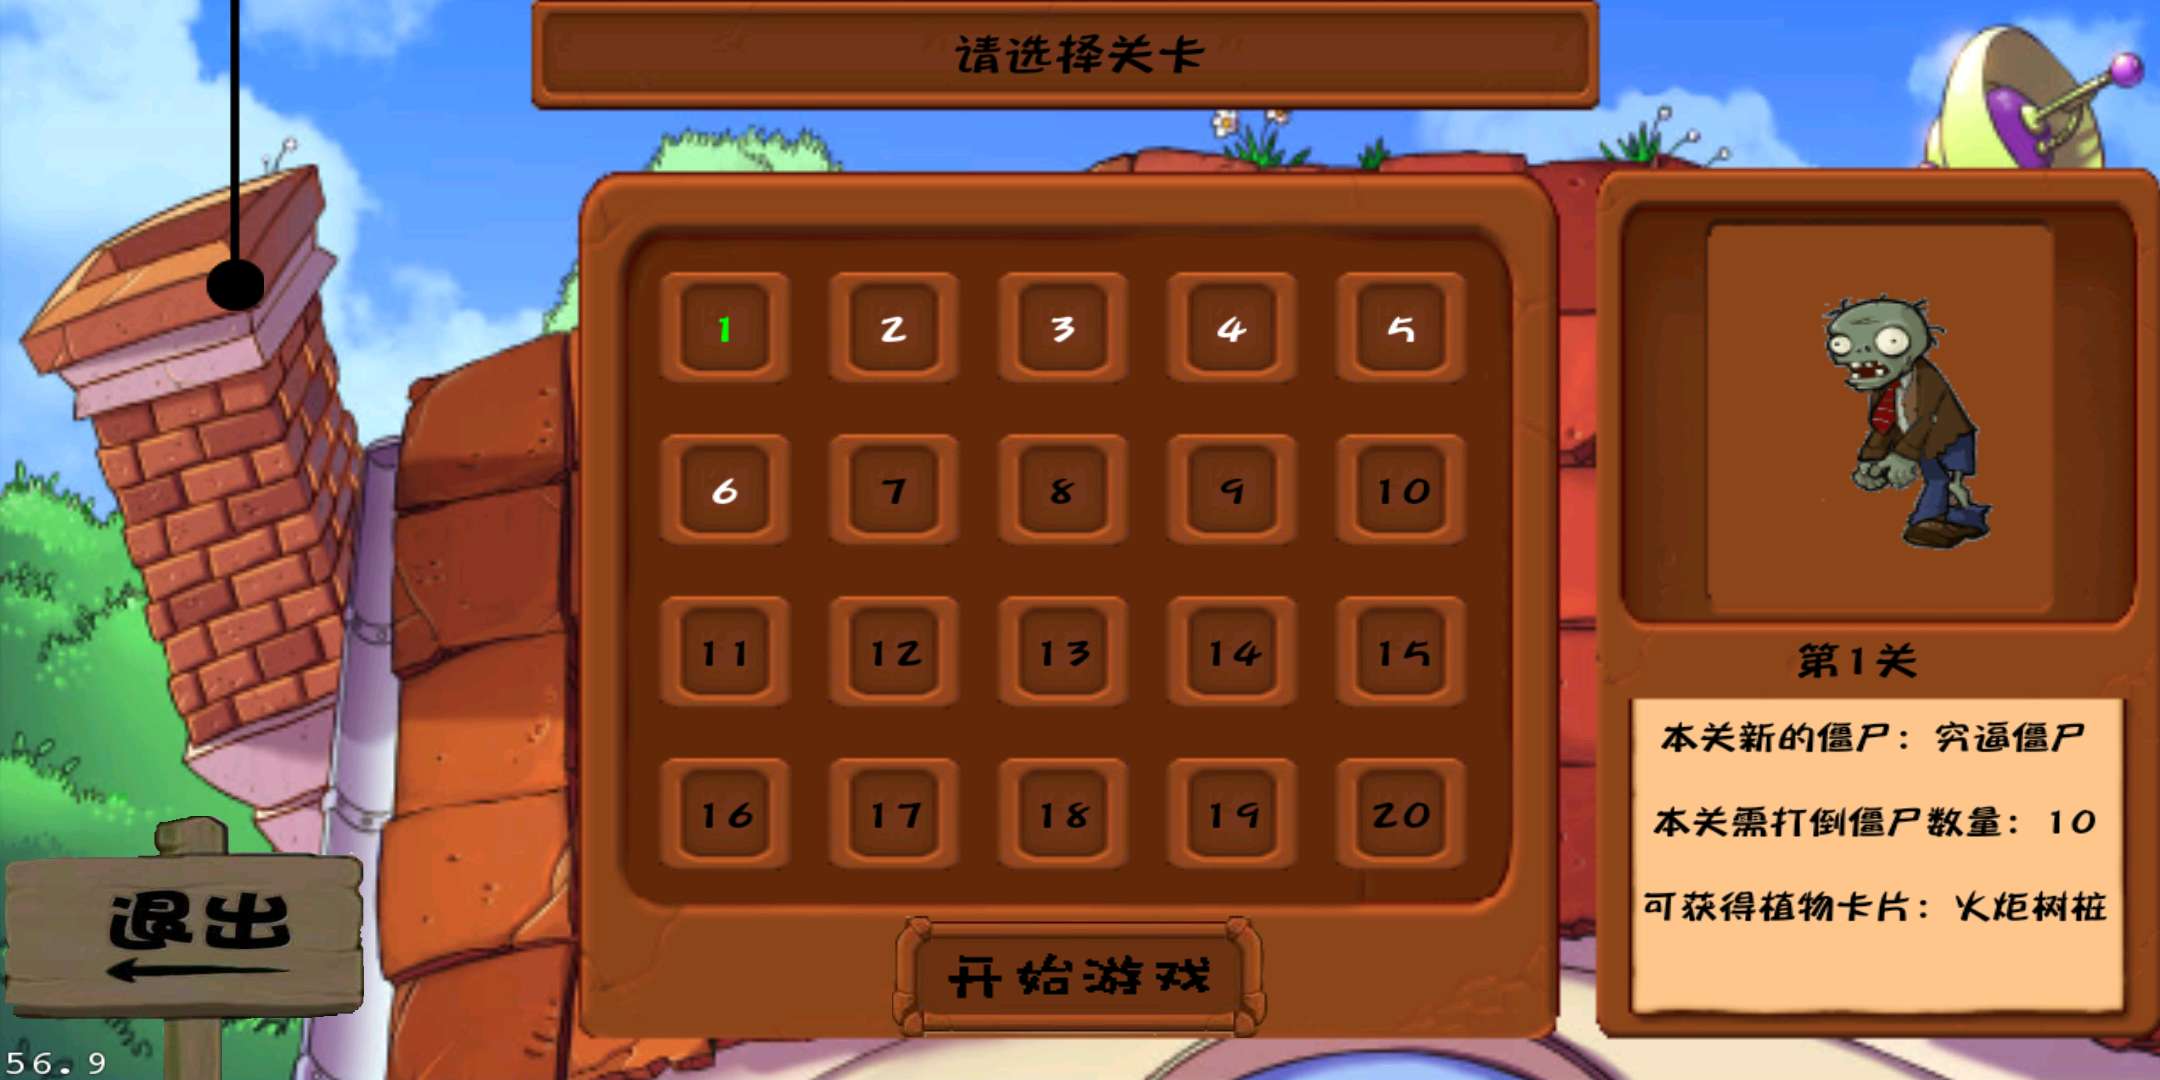 请选择关卡
1 2 3 4 5
6 7 8 9 10
11 12 13 14 15
16 17 18 19 20
开始游戏
第1关
本关新的僵尸：穷逼僵尸
本关需打倒僵尸数量：10
可获得植物卡片：火炬树桩
退出
56.9